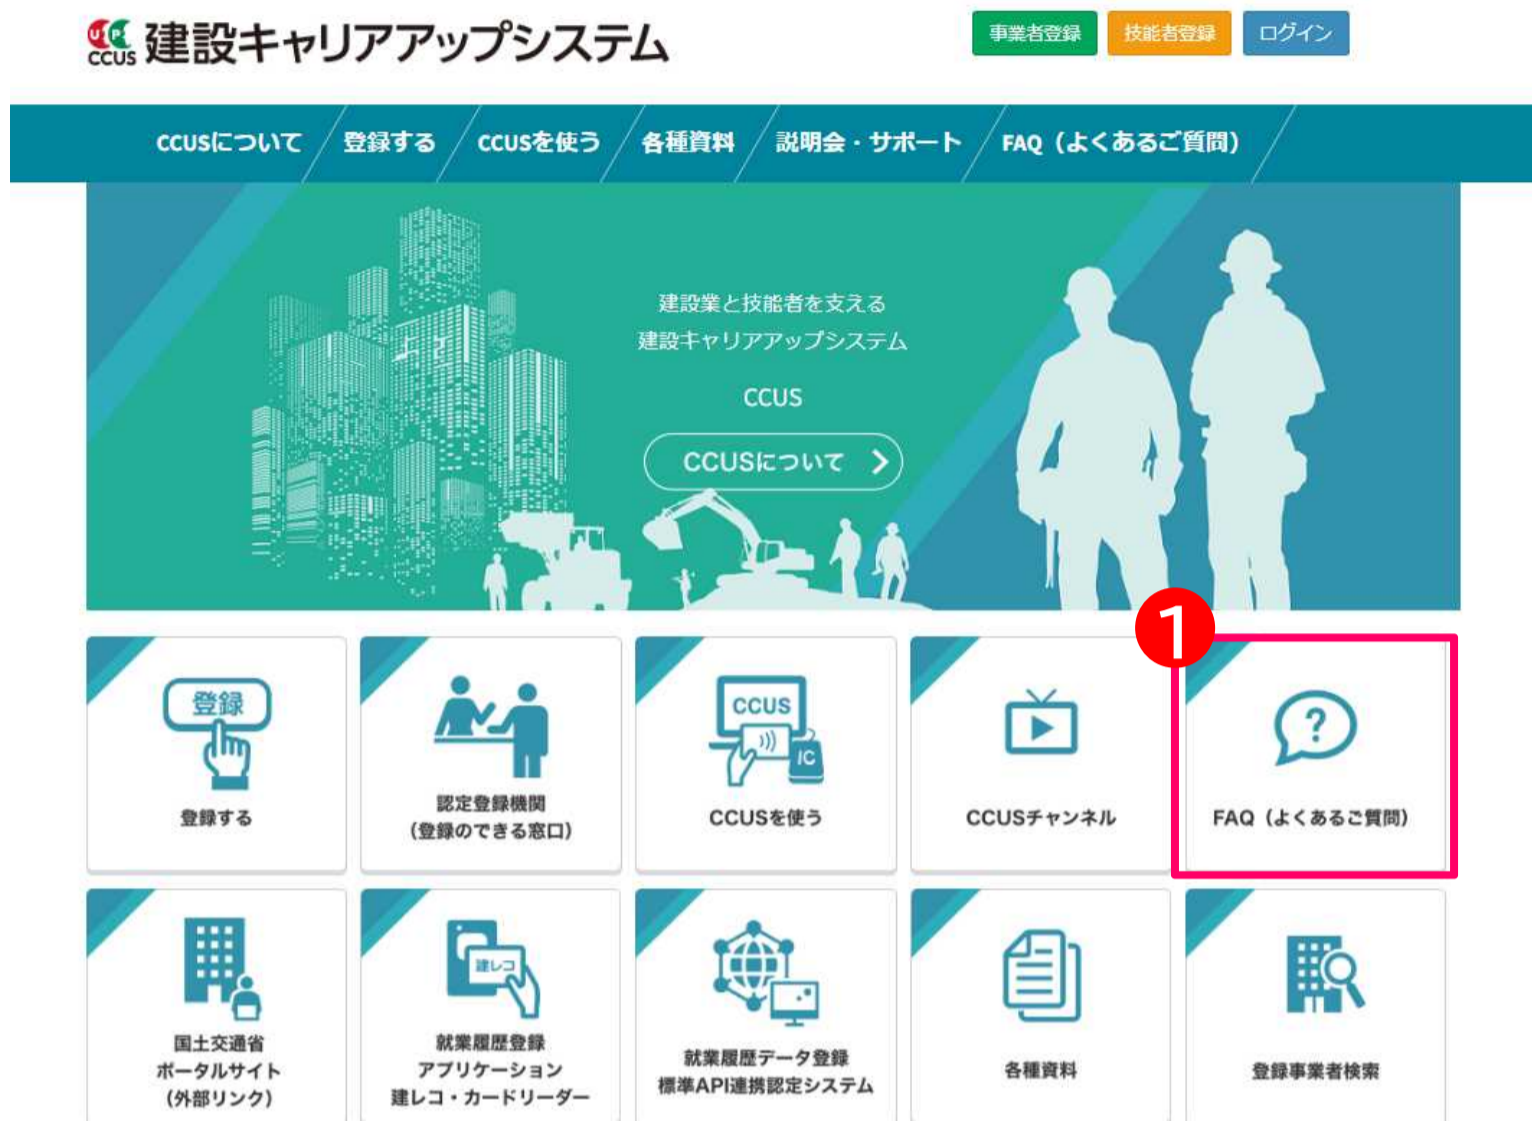 UPC
CCUS 建設キャリアアップシステム
事業者登録
技能者登録
ログイン
CCUSについて
登録する
CCUSを使う
各種資料
説明会・サポート
FAQ（よくあるご質問）
建設業と技能者を支える
建設キャリアアップシステム
CCUS
CCUSについて
1
登録
登録する
認定登録機関
(登録のできる窓口)
CCUS
IC
CCUSを使う
CCUSチャンネル
?
FAQ（よくあるご質問）
国土交通省
ポータルサイト
(外部リンク)
建レコ
就業履歴登録
アプリケーション
建レコ・カードリーダー
就業履歴データ登録
標準API連携認定システム
各種資料
登録事業者検索